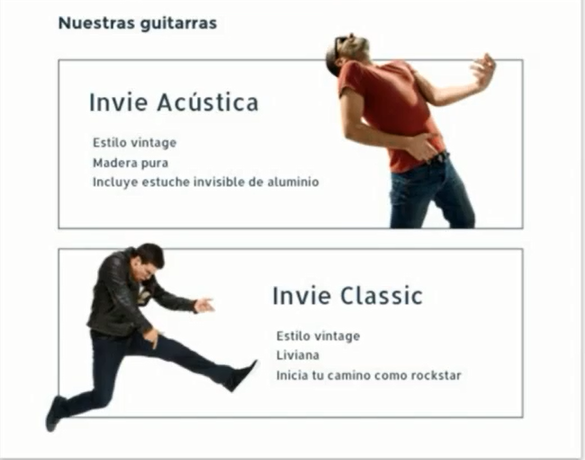 Nuestras guitarras
Invie Acústica
Estilo vintage
Madera pura
Incluye estuche invisible de aluminio
Invie Classic
Estilo vintage
Liviana
Inicia tu camino como rockstar